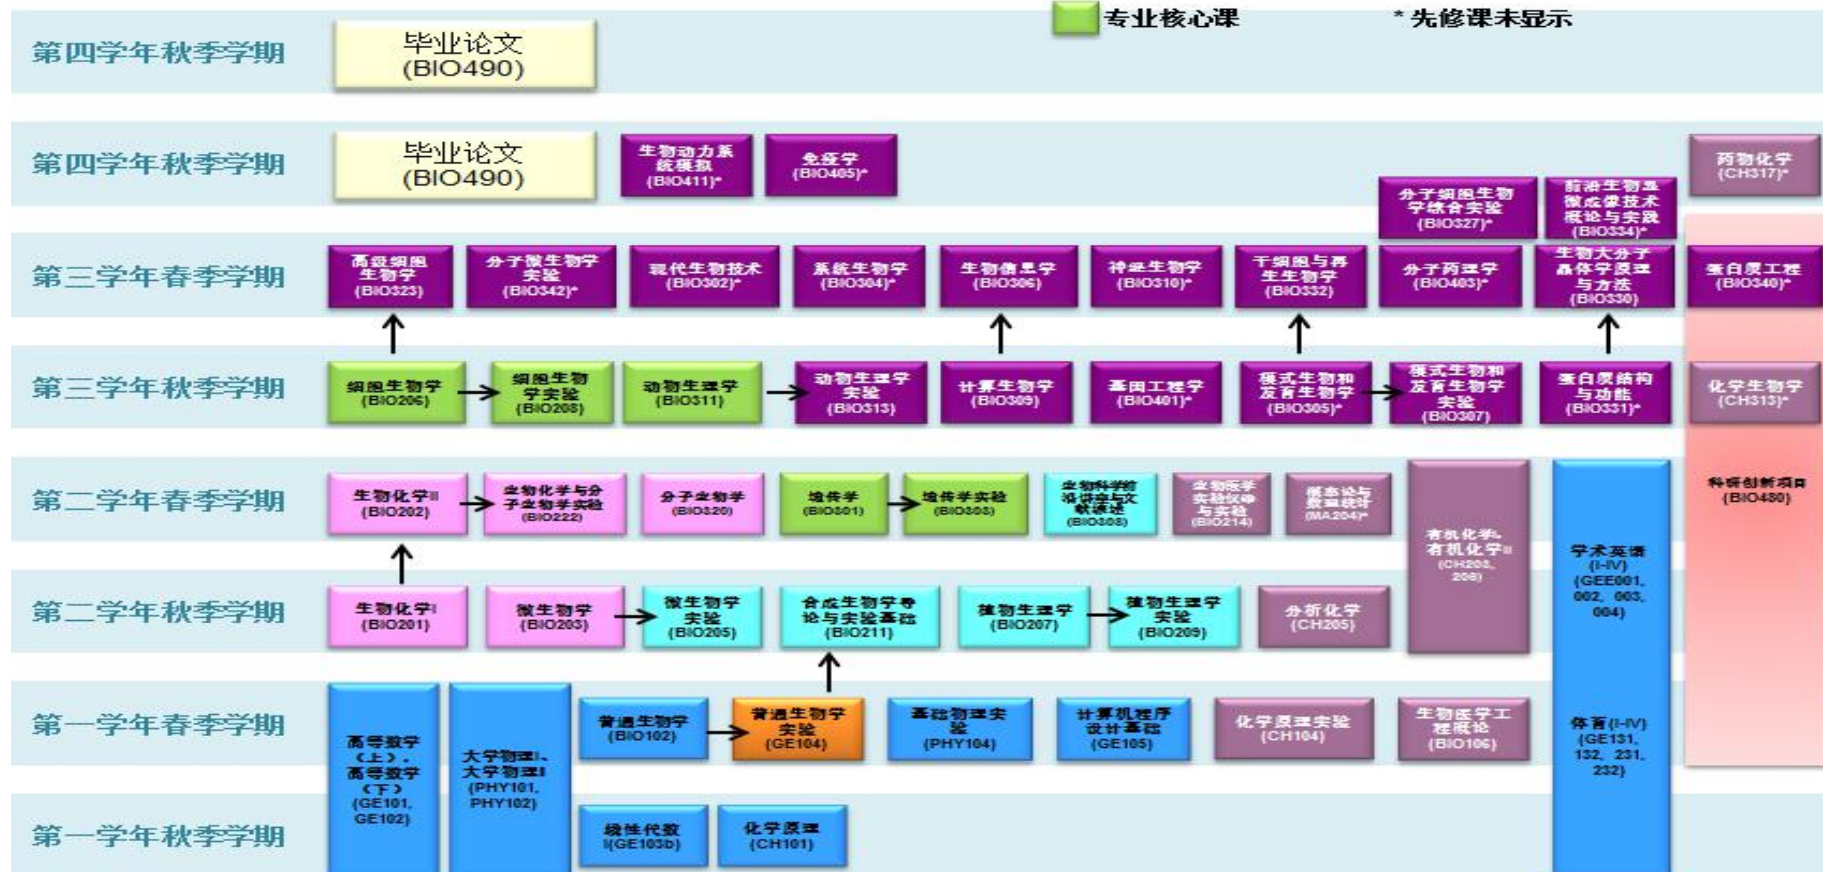 专业核心课
*先修课未显示
第四学年秋季学期
毕业论文
(BIO490)
第四学年秋季学期
毕业论文
(BIO490)
生物动力系
统模拟
(BIO411)*
免疫学
(BIO405)*
药物化学
(CH317)*
分子细胞生物
学综合实验
(BIO327)*
前沿生物显
微成像技术
概论与实践
(BIO334)*
第三学年春季学期
高级细胞
生物学
(BIO323)
分子微生物学
实验
(BIO342)*
现代生物技术
(BIO302)*
系统生物学
(BIO304)*
生物信息学
(BIO306)
神经生物学
(BIO310)*
干细胞与再
生生物学
(BIO332)
分子药理学
(BIO403)*
生物大分子
晶体学原理
与方法
(BIO330)
蛋白质工程
(BIO340)*
第三学年秋季学期
细胞生物学
(BIO206)
细胞生物
学实验
(BIO208)
动物生理学
(BIO311)
动物生理学
实验
(BIO313)
计算生物学
(BIO309)
基因工程学
(BIO401)*
模式生物和
发育生物学
(BIO305)*
模式生物和
发育生物学
实验
(BIO307)
蛋白质结构
与功能
(BIO331)*
化学生物学
(CH313)*
第二学年春季学期
生物化学II
(BIO202)
生物化学与分
子生物学实验
(BIO222)
分子生物学
(BIO320)
遗传学
(BIO301)
遗传学实验
(BIO303)
生物科学前
沿讲座与文
献综述
(BIO308)
生物医学
实验仪器
与实验
(BIO214)
概率论与
数理统计
(MA204)*
有机化学I、
有机化学II
(CH203,
206)
学术英语
(I-IV)
(GEE001,
002, 003,
004)
科研创新项目
(BIO480)
第二学年秋季学期
生物化学I
(BIO201)
微生物学
(BIO203)
微生物学
实验
(BIO205)
合成生物学导
论与实验基础
(BIO211)
植物生理学
(BIO207)
植物生理学
实验
(BIO209)
分析化学
(CH205)
第一学年春季学期
高等数学
（上）,
高等数学
（下）
(GE101,
GE102)
大学物理I、
大学物理II
(PHY101,
PHY102)
普通生物学
(BIO102)
普通生物学
实验
(GE104)
基础物理实
验
(PHY104)
计算机程序
设计基础
(GE105)
化学原理实验
(CH104)
生物医学工
程概论
(BIO106)
体育(I-IV)
(GE131,
132, 231,
232)
第一学年秋季学期
线性代数
I(GE103b)
化学原理
(CH101)